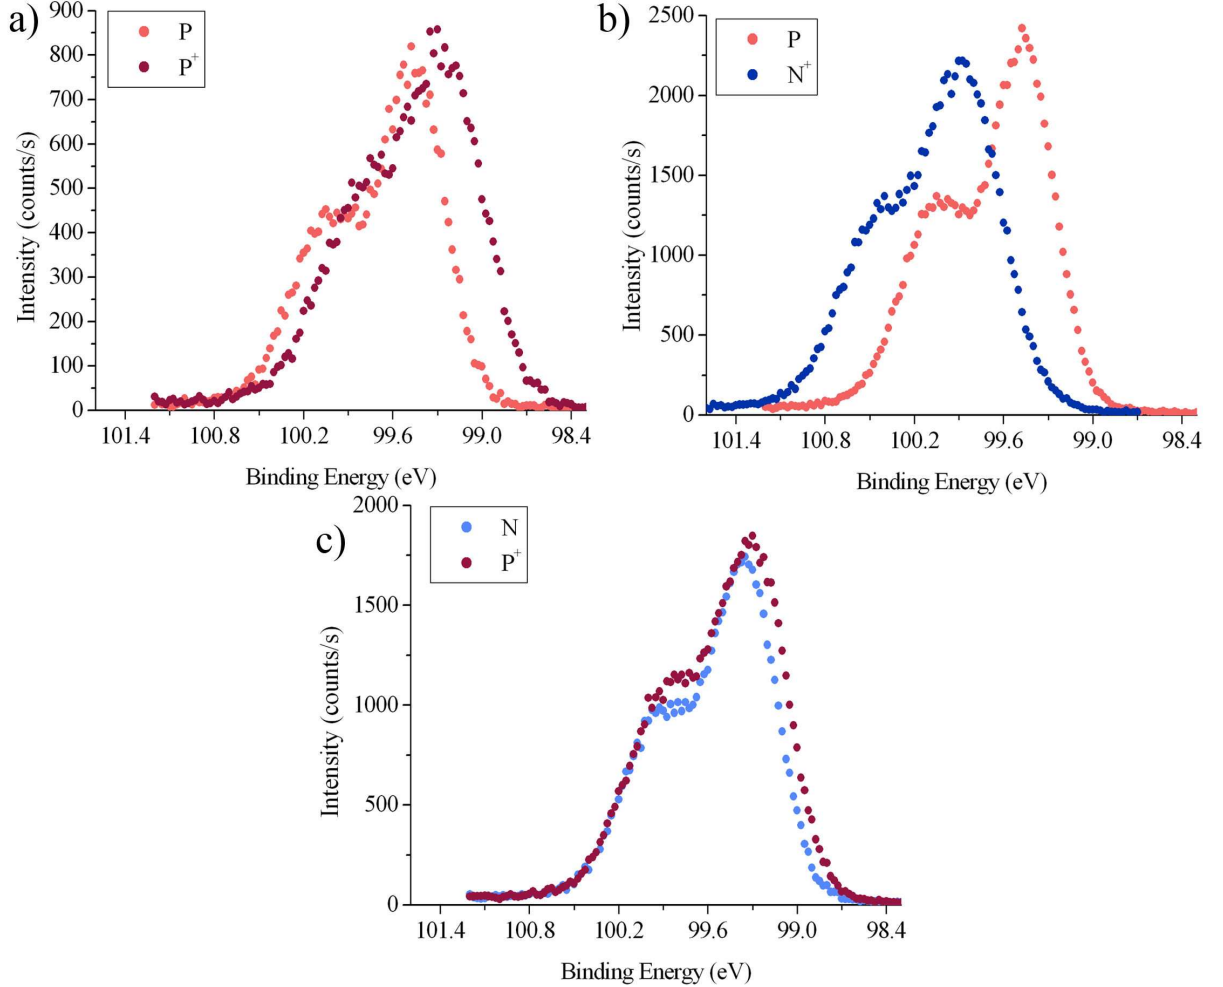 a)
P
P+
900
800
700
600
500
400
300
200
100
0
Intensity (counts/s)
101.4 100.8 100.2 99.6 99.0 98.4
Binding Energy (eV)
b)
P
N+
2500
2000
1500
1000
500
0
Intensity (counts/s)
101.4 100.8 100.2 99.6 99.0 98.4
Binding Energy (eV)
c)
N
P+
2000
1500
1000
500
0
Intensity (counts/s)
101.4 100.8 100.2 99.6 99.0 98.4
Binding Energy (eV)